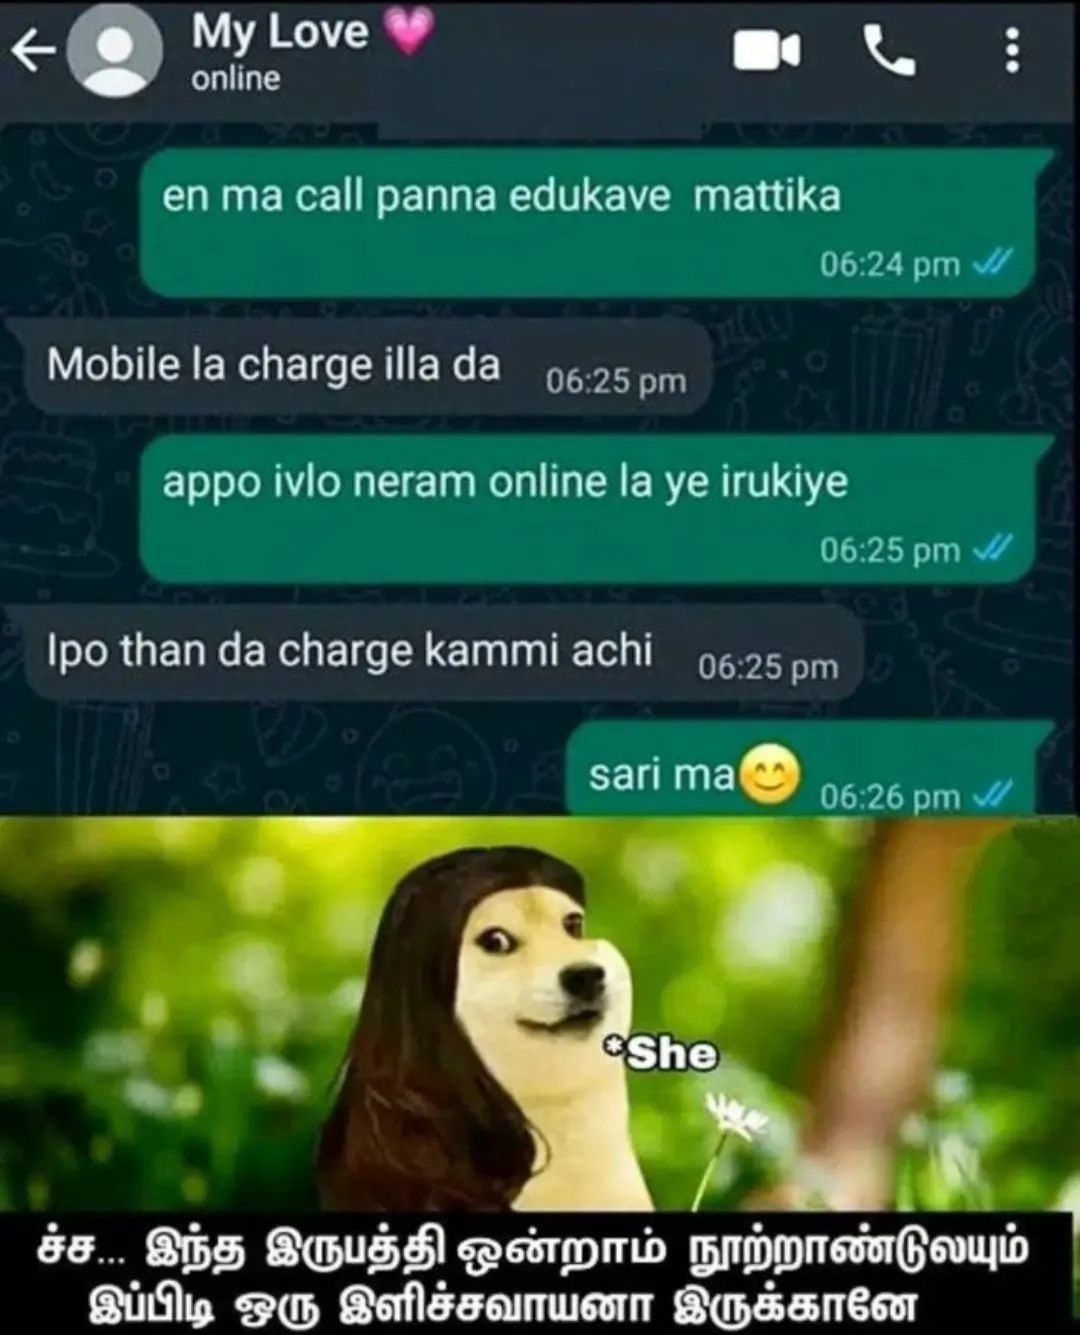 My Love 💗
online
en ma call panna edukave mattika
06:24 pm
Mobile la charge illa da
06:25 pm
appo ivlo neram online la ye irukiye
06:25 pm
Ipo than da charge kammi achi
06:25 pm
sari ma😊
06:26 pm
*She
ச்ச... இந்த இருபத்தி ஒன்றாம் நூற்றாண்டுலயும்
இப்பிடி ஒரு இளிச்சவாயனா இருக்கானே